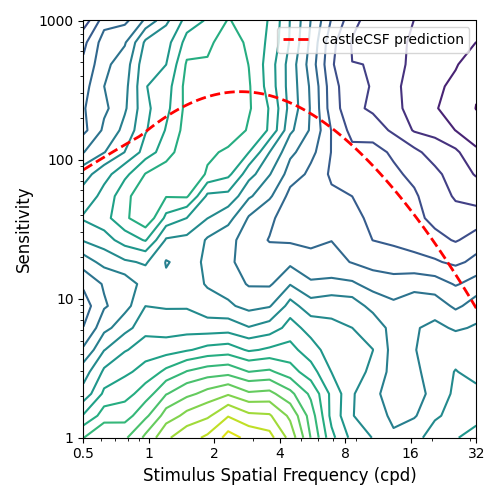 1000
castleCSF prediction
100
Sensitivity
10
1
0.5 1 2 4 8 16 32
Stimulus Spatial Frequency (cpd)